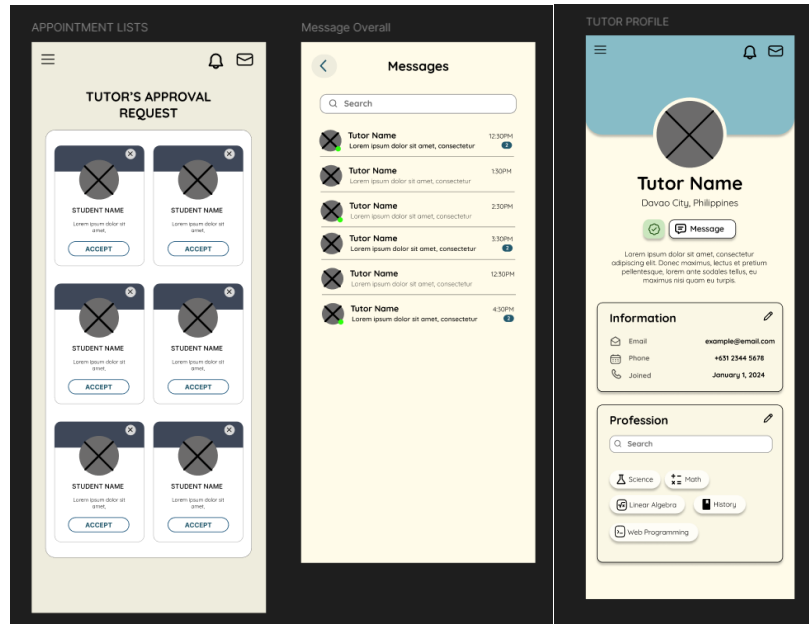 APPOINTMENT LISTS
TUTOR'S APPROVAL
REQUEST
STUDENT NAME
Lorem ipsum dolor sit
amet,
ACCEPT
STUDENT NAME
Lorem ipsum dolor sit
amet,
ACCEPT
STUDENT NAME
Lorem ipsum dolor sit
amet,
ACCEPT
STUDENT NAME
Lorem ipsum dolor sit
amet,
ACCEPT
STUDENT NAME
Lorem ipsum dolor sit
amet,
ACCEPT
STUDENT NAME
Lorem ipsum dolor sit
amet,
ACCEPT
Message Overall
Messages
Search
Tutor Name 12:30PM
Lorem ipsum dolor sit amet, consectetur 2
Tutor Name 1:30PM
Lorem ipsum dolor sit amet, consectetur
Tutor Name 2:30PM
Lorem ipsum dolor sit amet, consectetur
Tutor Name 3:30PM
Lorem ipsum dolor sit amet, consectetur 2
Tutor Name 12:30PM
Lorem ipsum dolor sit amet, consectetur
Tutor Name 4:30PM
Lorem ipsum dolor sit amet, consectetur 2
TUTOR PROFILE
Tutor Name
Davao City, Philippines
Message
Lorem ipsum dolor sit amet, consectetur
adipiscing elit. Donec maximus, lectus et pretium
pellentesque, lorem ante sodales tellus, eu
maximus nisi quam eu turpis.
Information
Email example@email.com
Phone +631 2344 5678
Joined January 1, 2024
Profession
Search
Science
Math
Linear Algebra
History
Web Programming